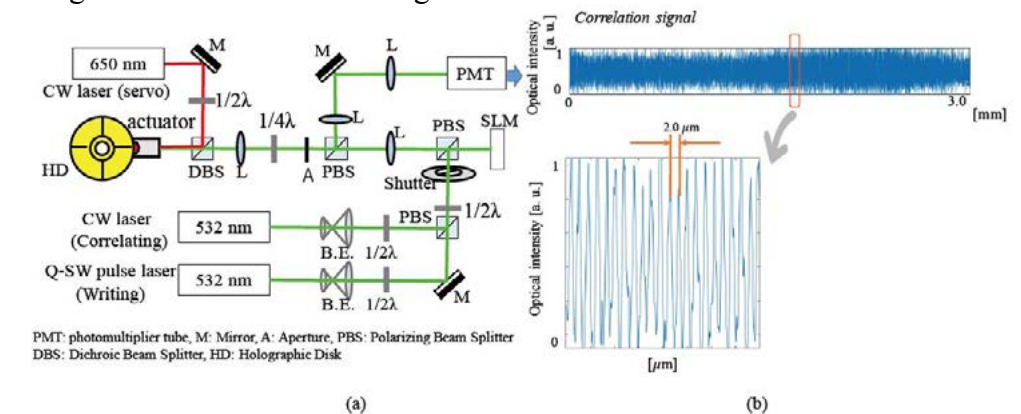 M
650 nm
CW laser (servo)
1/2λ
actuator
HD
DBS
L
1/4λ
A
PBS
M
L
L
PMT
L
PBS
SLM
Shutter
PBS
1/2λ
CW laser
(Correlating)
532 nm
B.E.
1/2λ
Q-SW pulse laser
(Writing)
532 nm
B.E.
1/2λ
M
PMT: photomultiplier tube, M: Mirror, A: Aperture, PBS: Polarizing Beam Splitter
DBS: Dichroic Beam Splitter, HD: Holographic Disk
(a)
Correlation signal
Optical intensity
[a. u.]
1
0
0
3.0
[mm]
2.0 μm
Optical intensity [a. u.]
1
0
[μm]
(b)